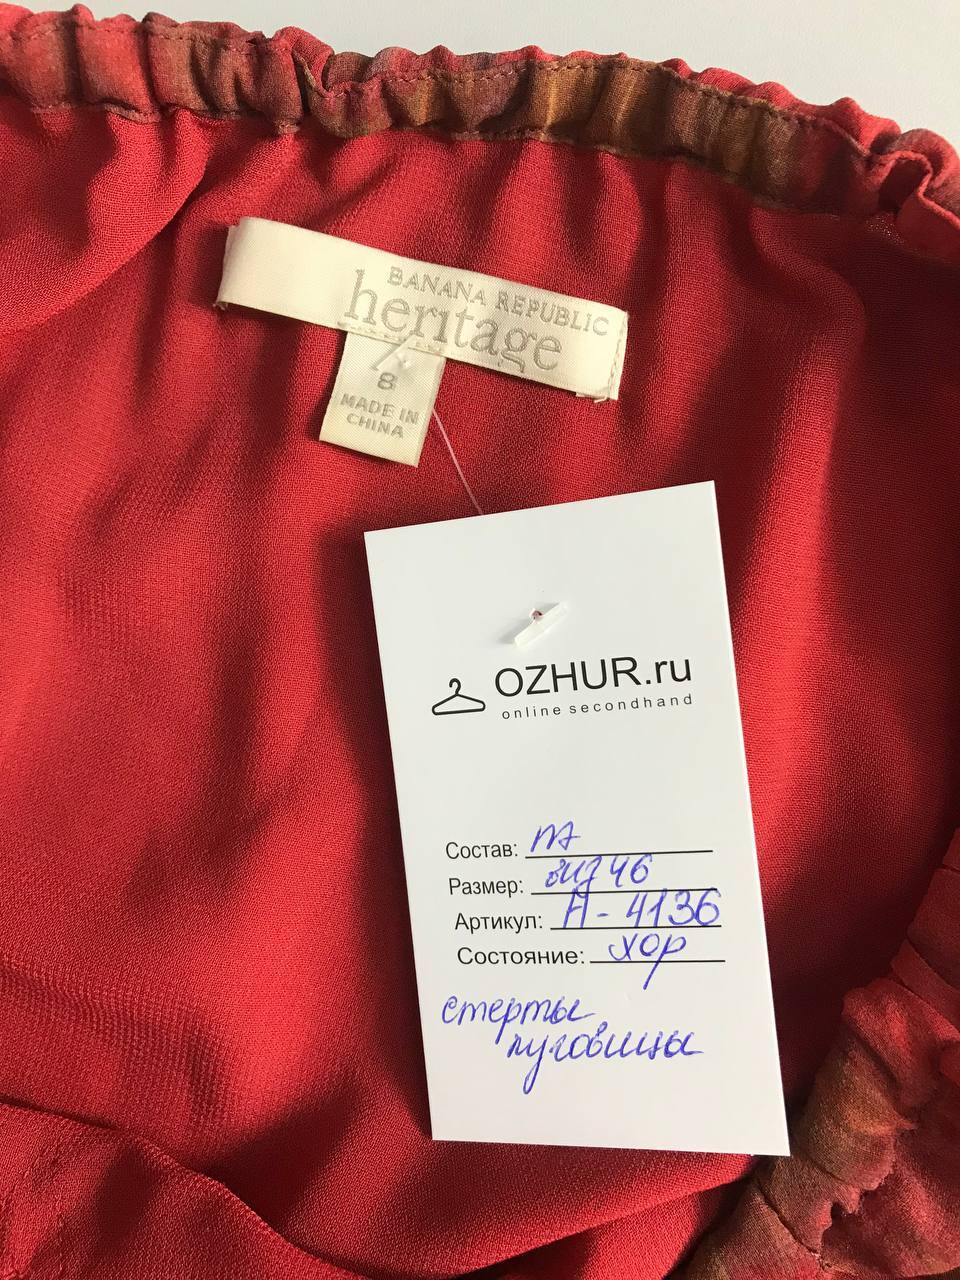 BANANA REPUBLIC
heritage
8
MADE IN
CHINA
OZHUR.ru
online secondhand
Состав: ПЭ
Размер: виз 46
Артикул: А-4136
Состояние: хор
стерты
пуговицы